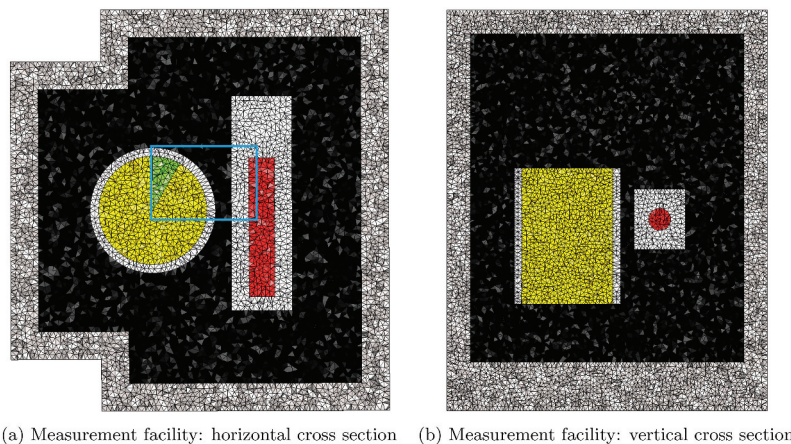 (a) Measurement facility: horizontal cross section
(b) Measurement facility: vertical cross section